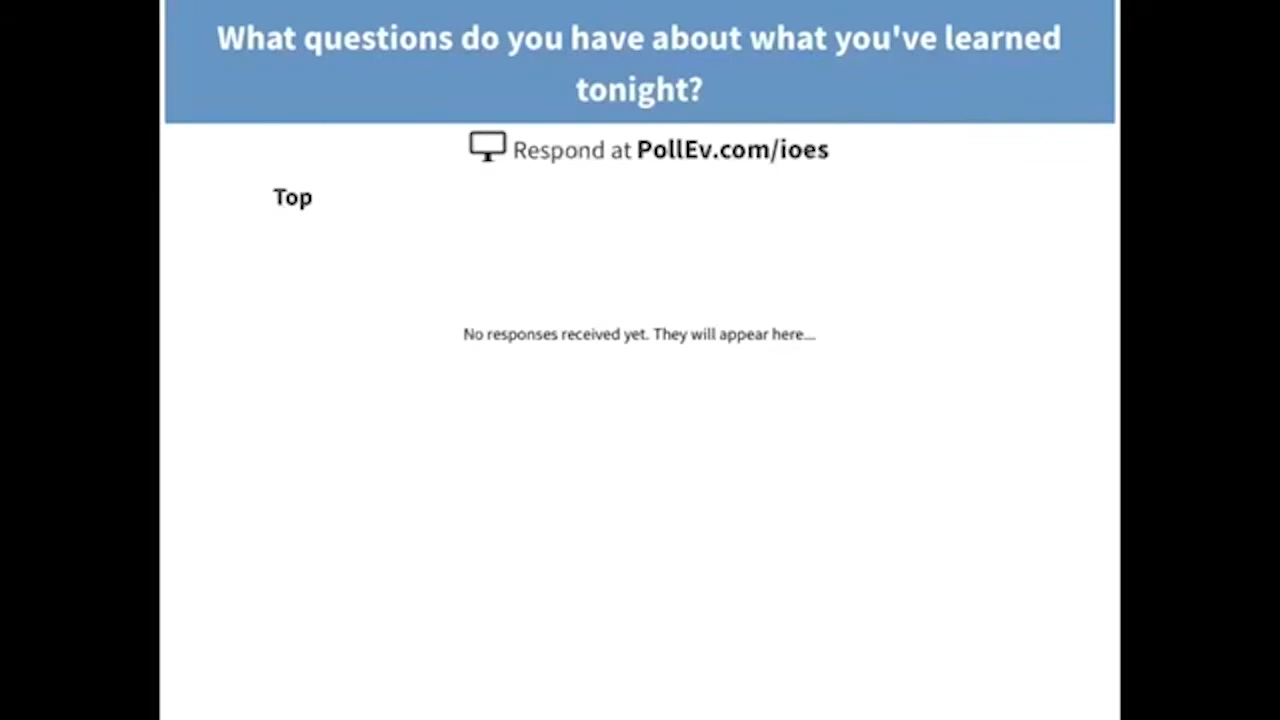 What questions do you have about what you've learned
tonight?
Respond at PollEv.com/ioes
Top
No responses received yet. They will appear here...